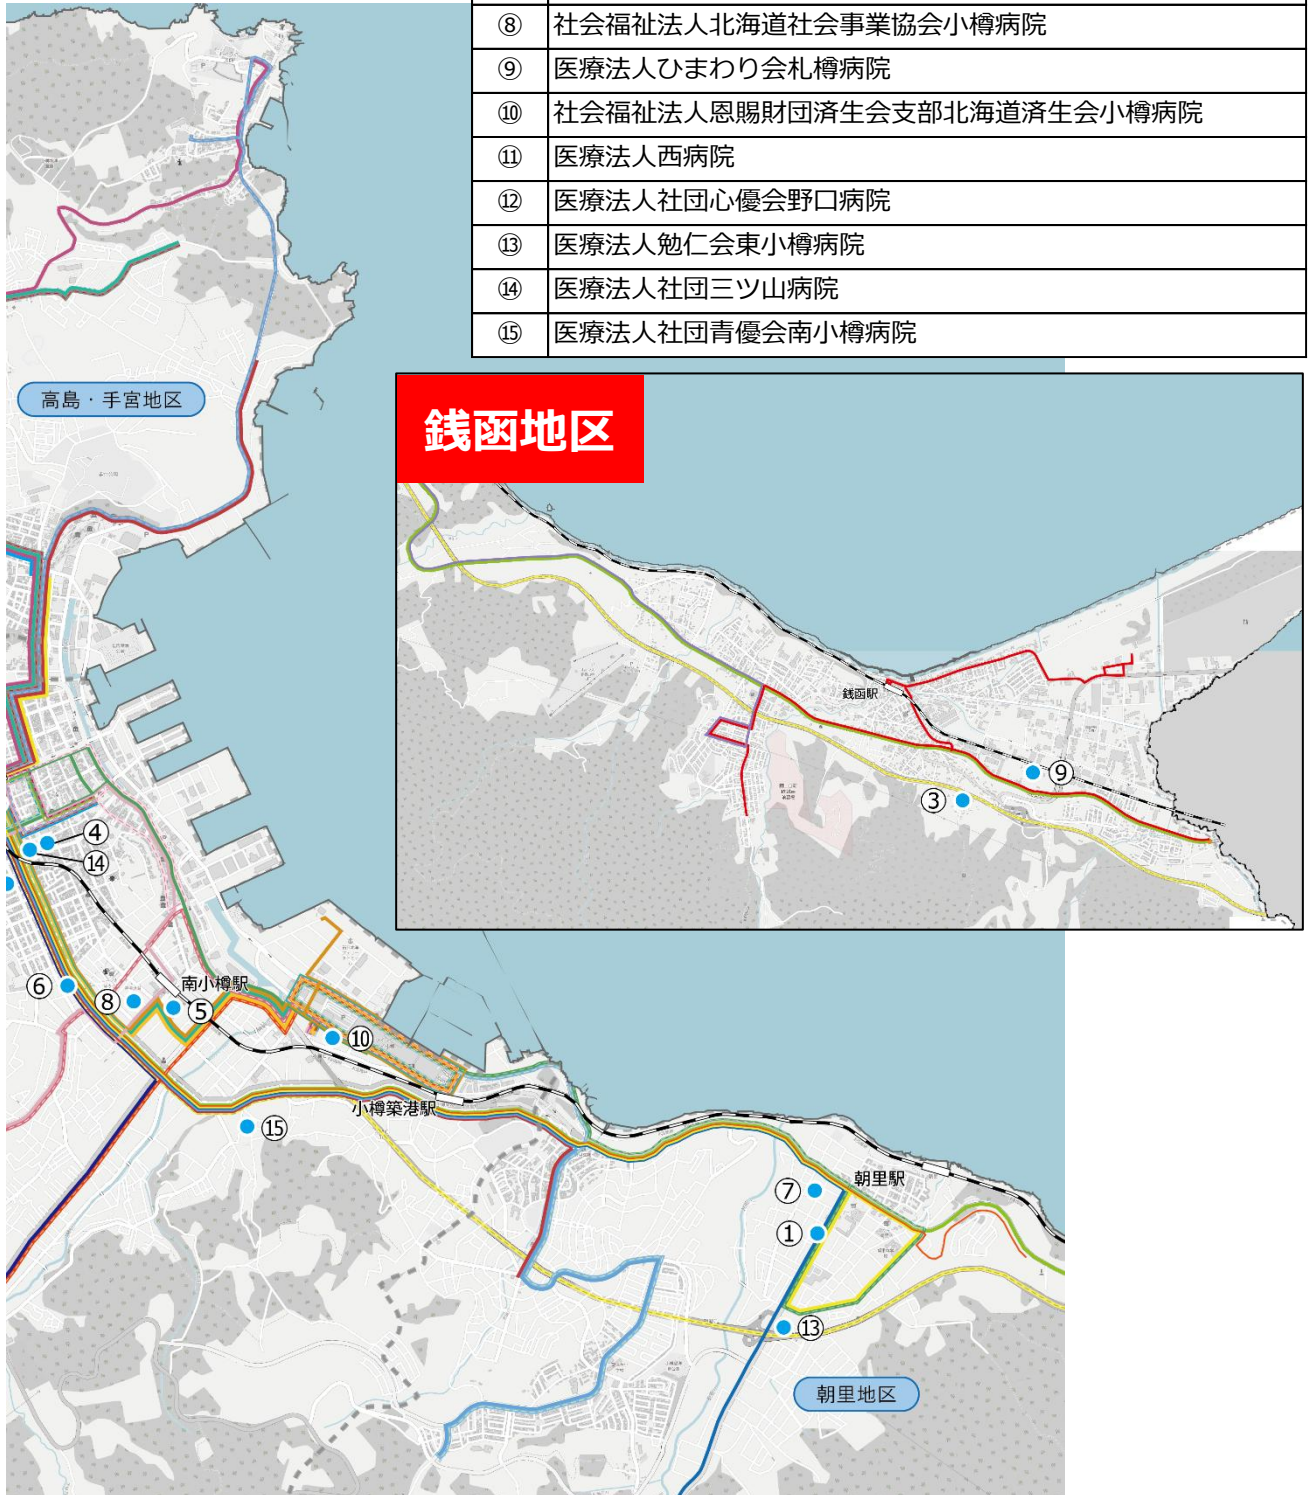 ⑧ 社会福祉法人北海道社会事業協会小樽病院
⑨ 医療法人ひまわり会札樽病院
⑩ 社会福祉法人恩賜財団済生会支部北海道済生会小樽病院
⑪ 医療法人西病院
⑫ 医療法人社団心優会野口病院
⑬ 医療法人勉仁会東小樽病院
⑭ 医療法人社団三ツ山病院
⑮ 医療法人社団青優会南小樽病院
高島・手宮地区
銭函地区
銭函駅
⑨
③
④
⑭
⑥
南小樽駅
⑧
⑤
⑩
小樽築港駅
⑮
朝里駅
⑦
①
⑬
朝里地区